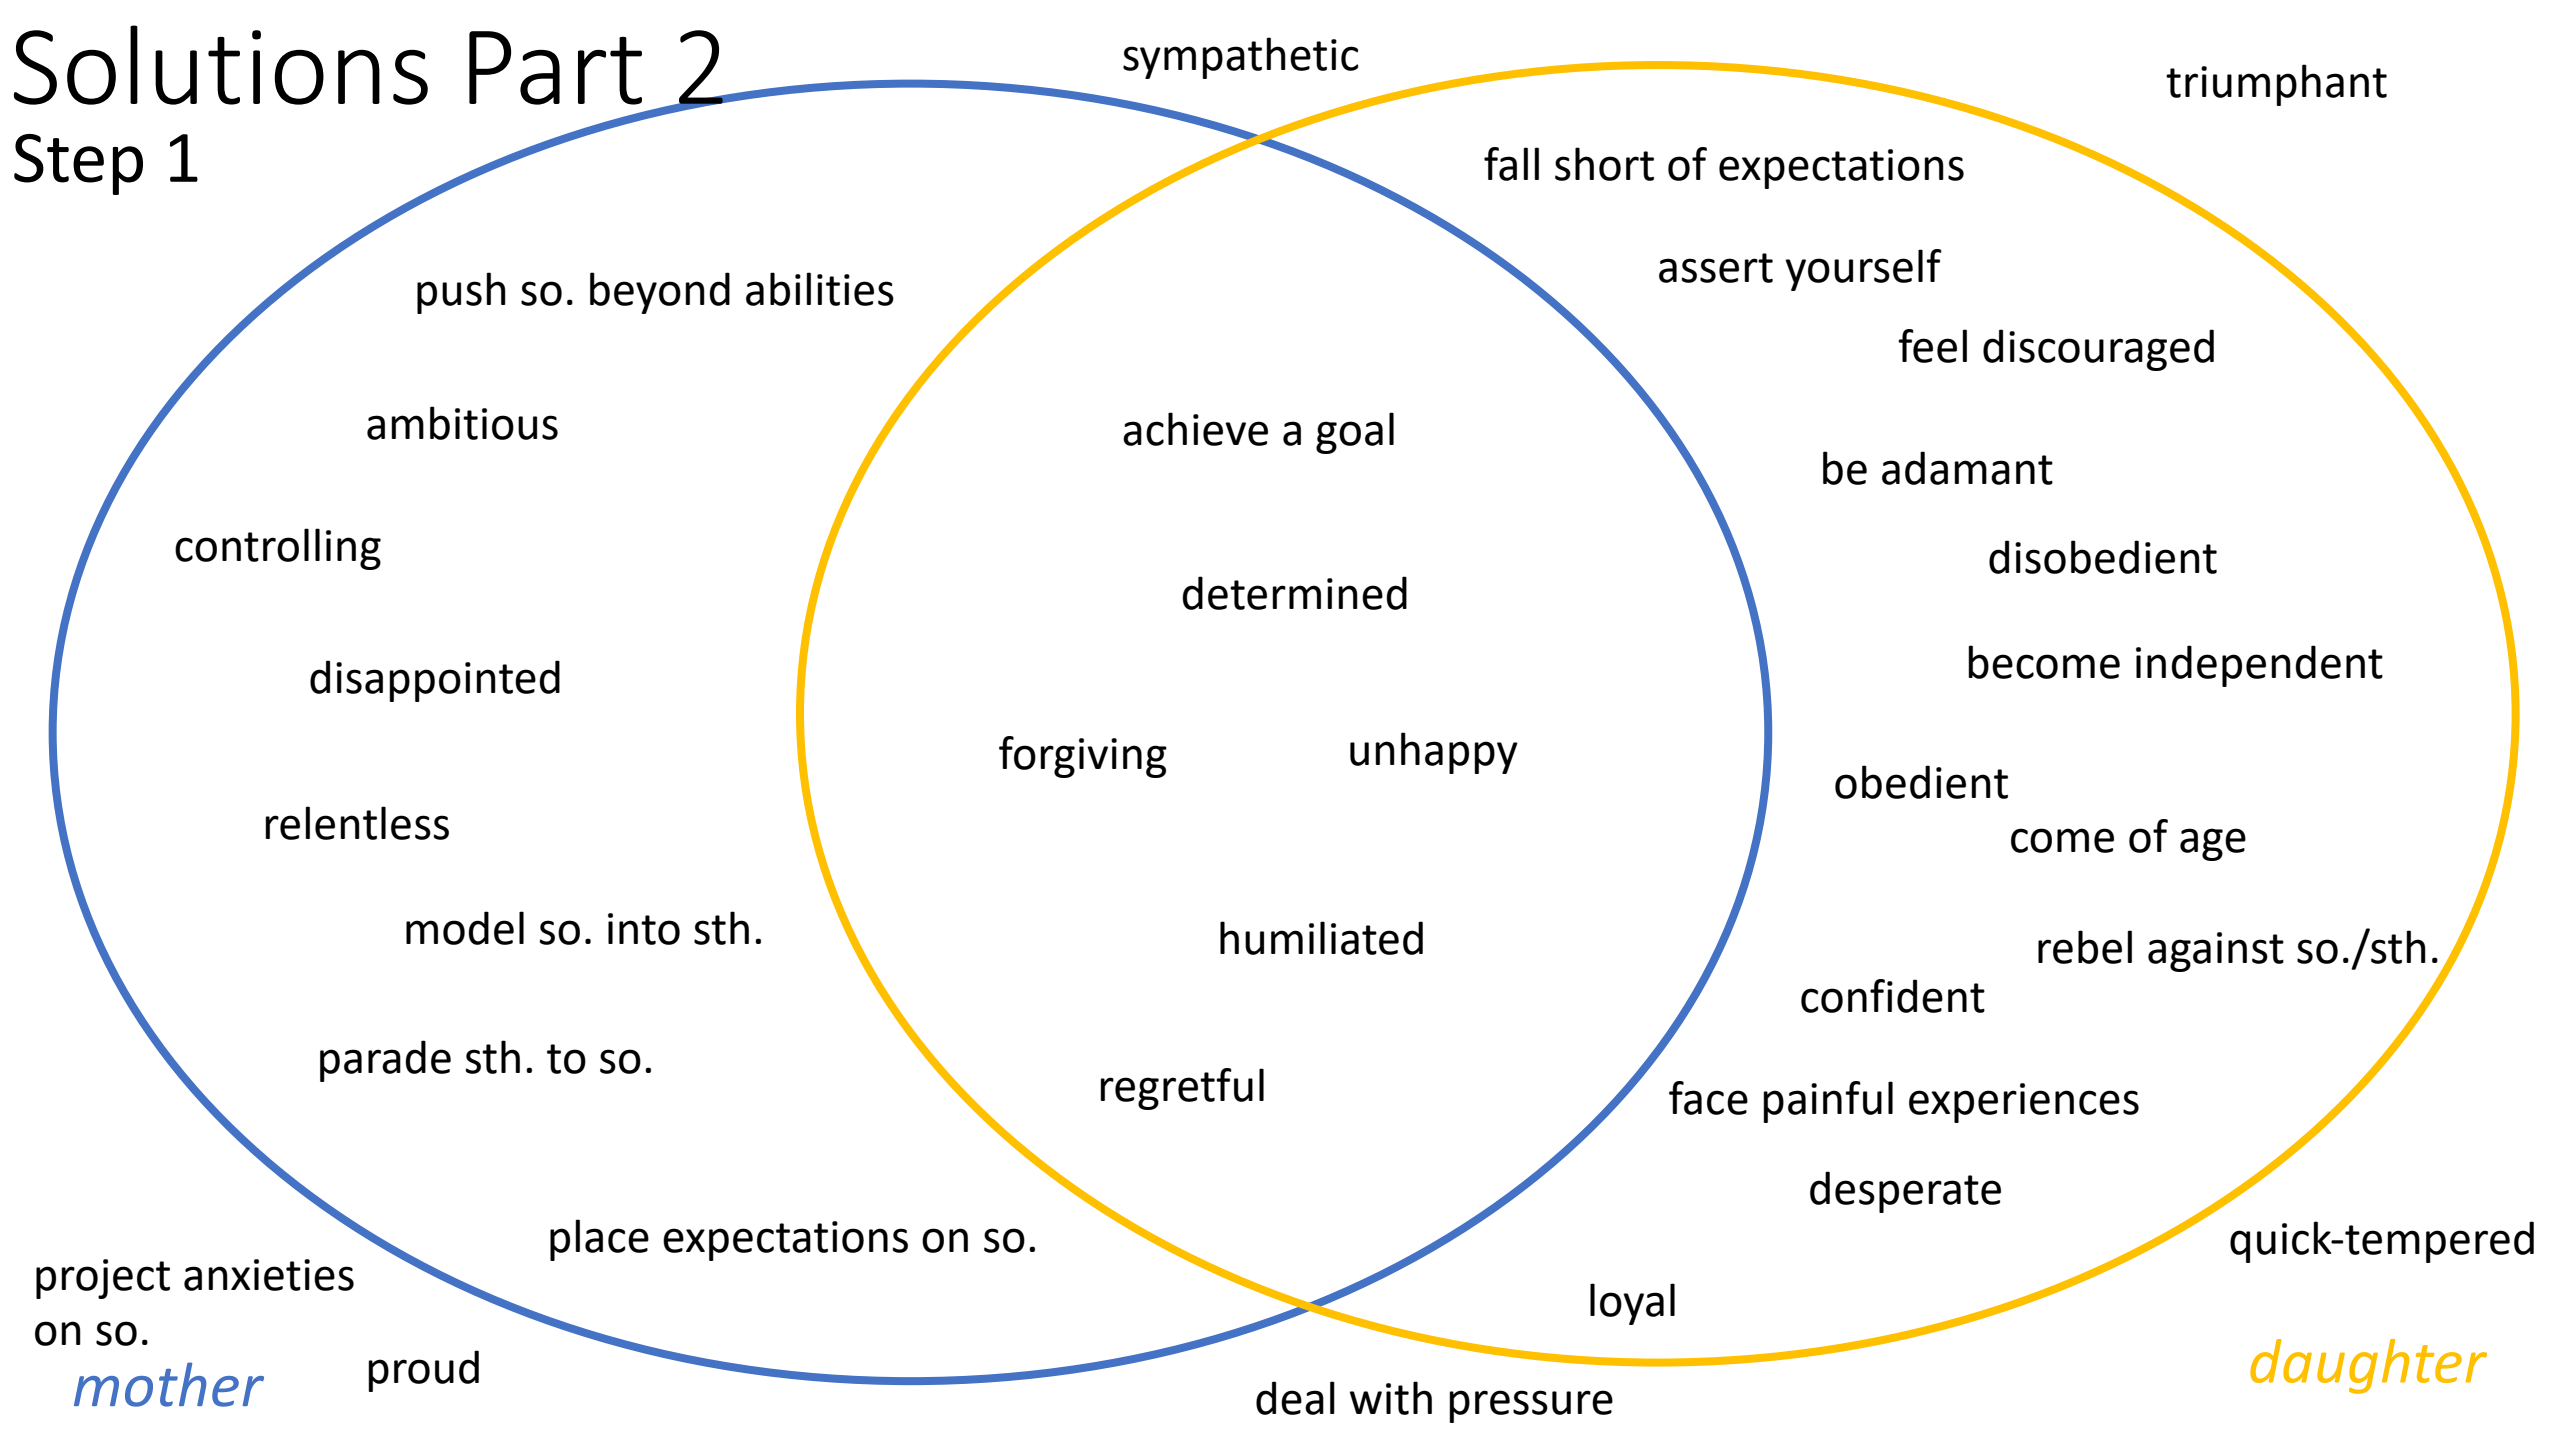 Solutions Part 2
Step 1
sympathetic
triumphant
fall short of expectations
assert yourself
push so. beyond abilities
feel discouraged
ambitious
achieve a goal
be adamant
controlling
disobedient
determined
disappointed
become independent
forgiving
unhappy
obedient
relentless
come of age
model so. into sth.
humiliated
rebel against so./sth.
confident
parade sth. to so.
regretful
face painful experiences
desperate
place expectations on so.
quick-tempered
project anxieties
on so.
loyal
mother
proud
daughter
deal with pressure